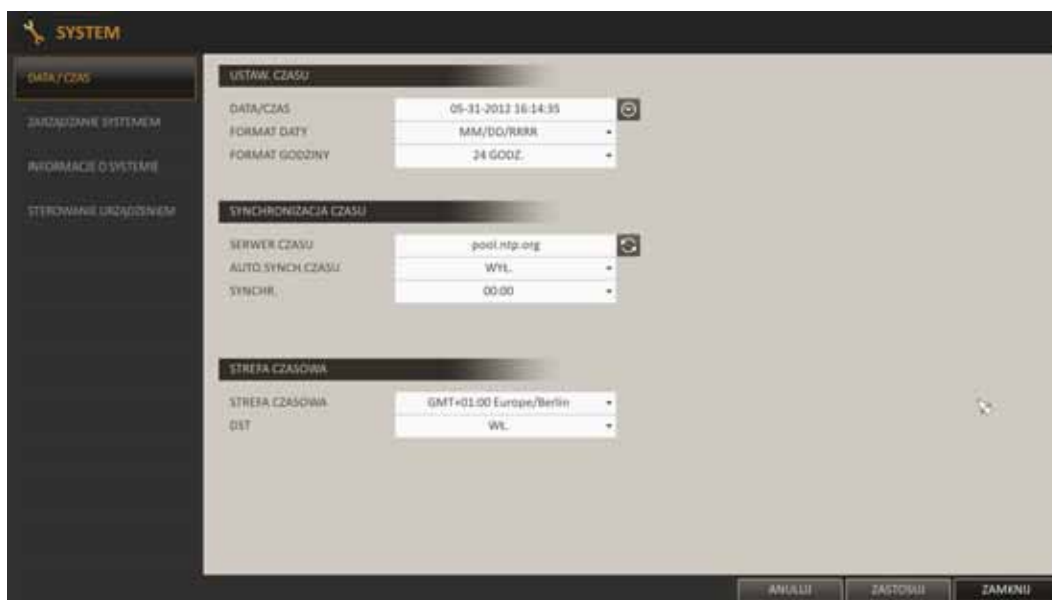 SYSTEM
DATA / CZAS
ZARZĄDZANIE SYSTEMEM
INFORMACJE O SYSTEMIE
STEROWANIE URZĄDZENIEM
USTAW. CZASU
DATA/CZAS 05-31-2012 16:14:35
FORMAT DATY MM/DD/RRRR
FORMAT GODZINY 24 GODZ.
SYNCHRONIZACJA CZASU
SERWER CZASU pool.ntp.org
AUTO.SYNCH.CZASU WYŁ.
SYNCHR. 00:00
STREFA CZASOWA
STREFA CZASOWA GMT+01:00 Europe/Berlin
DST WŁ.
ANULUJ ZASTOSUJ ZAMKNIJ